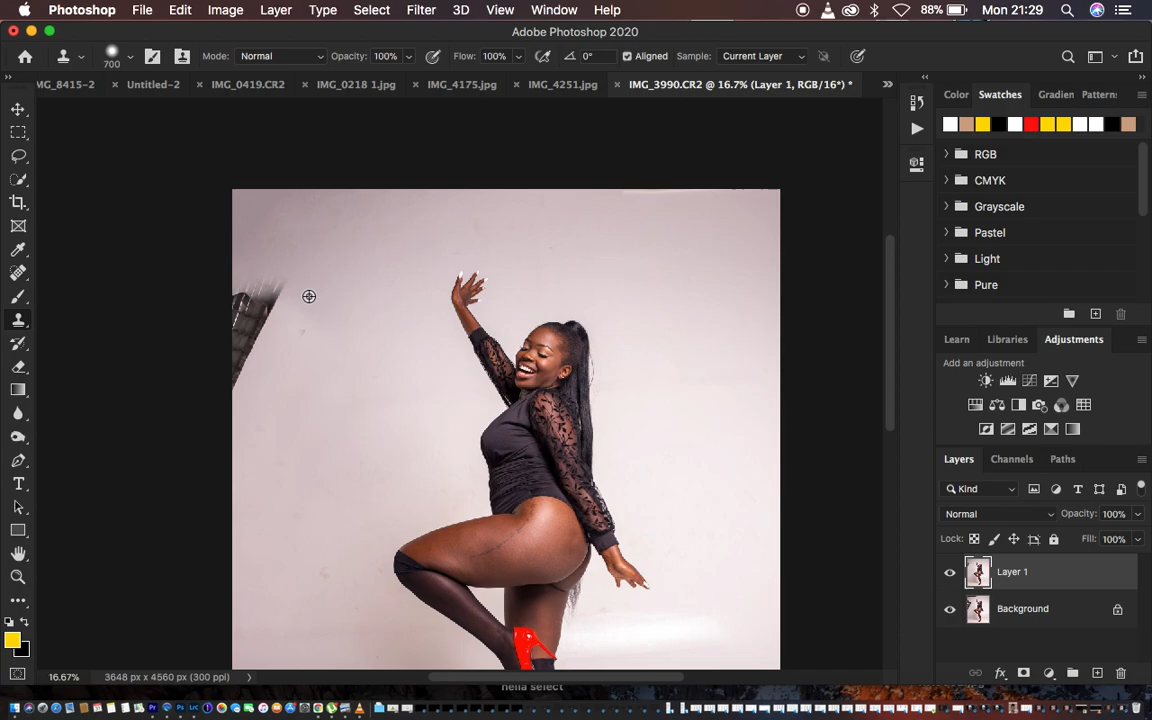 Photoshop File Edit Image Layer Type Select Filter 3D View Window Help 88% Mon 21:29
Adobe Photoshop 2020
700 Mode: Normal Opacity: 100% Flow: 100% 0° Aligned Sample: Current Layer
IMG_8415-2 Untitled-2 IMG_0419.CR2 IMG_0218 1.jpg IMG_4175.jpg IMG_4251.jpg IMG_3990.CR2 @ 16.7% (Layer 1, RGB/16*) *
Color Swatches Gradien Pattern:
RGB
CMYK
Grayscale
Pastel
Light
Pure
Learn Libraries Adjustments
Add an adjustment
Layers Channels Paths
Kind
Normal Opacity: 100%
Lock: Fill: 100%
Layer 1
Background
16.67% 3648 px x 4560 px (300 ppi)
hella select